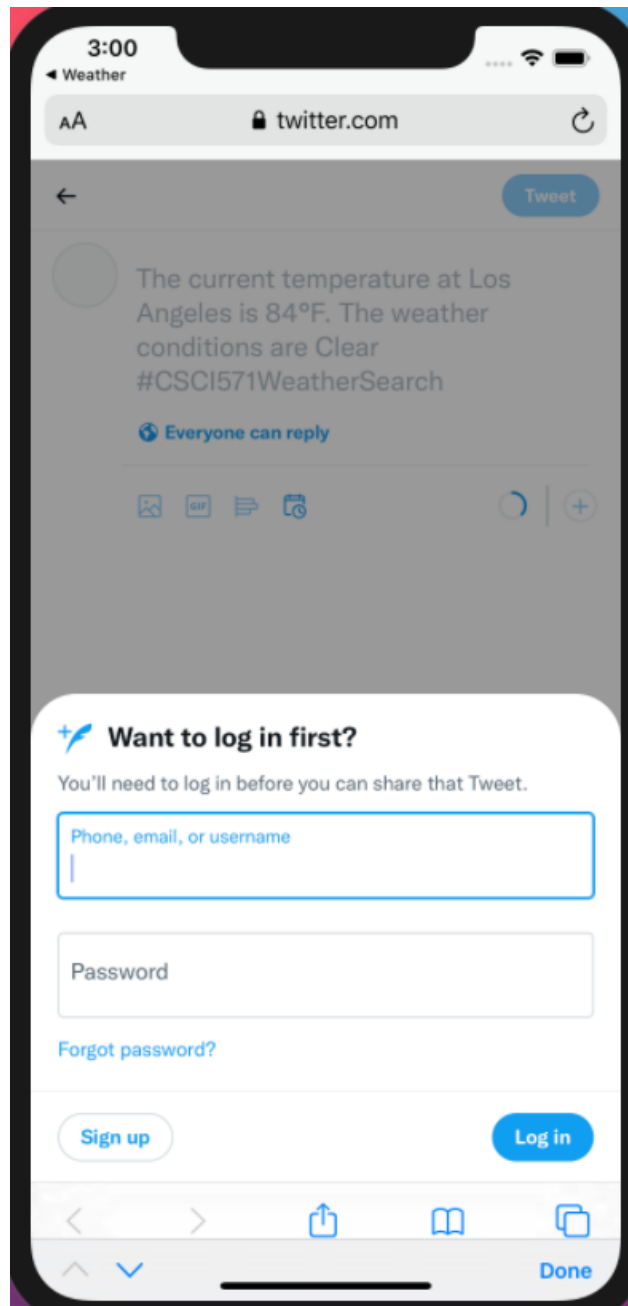 3:00
◀ Weather
AA
twitter.com
Tweet
The current temperature at Los
Angeles is 84°F. The weather
conditions are Clear
#CSCI571WeatherSearch
Everyone can reply
GIF
Want to log in first?
You'll need to log in before you can share that Tweet.
Phone, email, or username
Password
Forgot password?
Sign up
Log in
Done